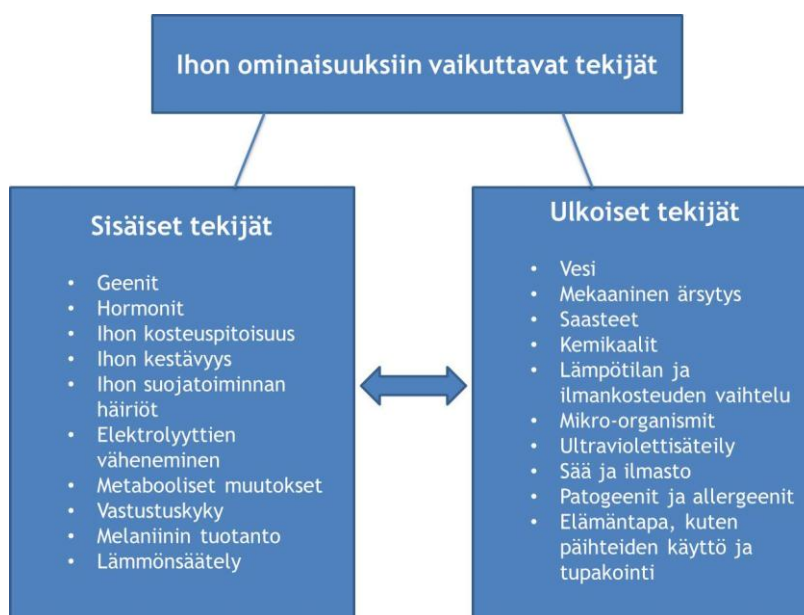 Ihon ominaisuuksiin vaikuttavat tekijät
Sisäiset tekijät
• Geenit
• Hormonit
• Ihon kosteuspitoisuus
• Ihon kestävyys
• Ihon suojatoiminnan
häiriöt
• Elektrolyyttien
väheneminen
• Metabooliset muutokset
• Vastustuskyky
• Melaniinin tuotanto
• Lämmönsäätely
Ulkoiset tekijät
• Vesi
• Mekaaninen ärsytys
• Saasteet
• Kemikaalit
• Lämpötilan ja
ilmankosteuden vaihtelu
• Mikro-organismit
• Ultraviolettisäteily
• Sää ja ilmasto
• Patogeenit ja allergeenit
• Elämäntapa, kuten
päihteiden käyttö ja
tupakointi